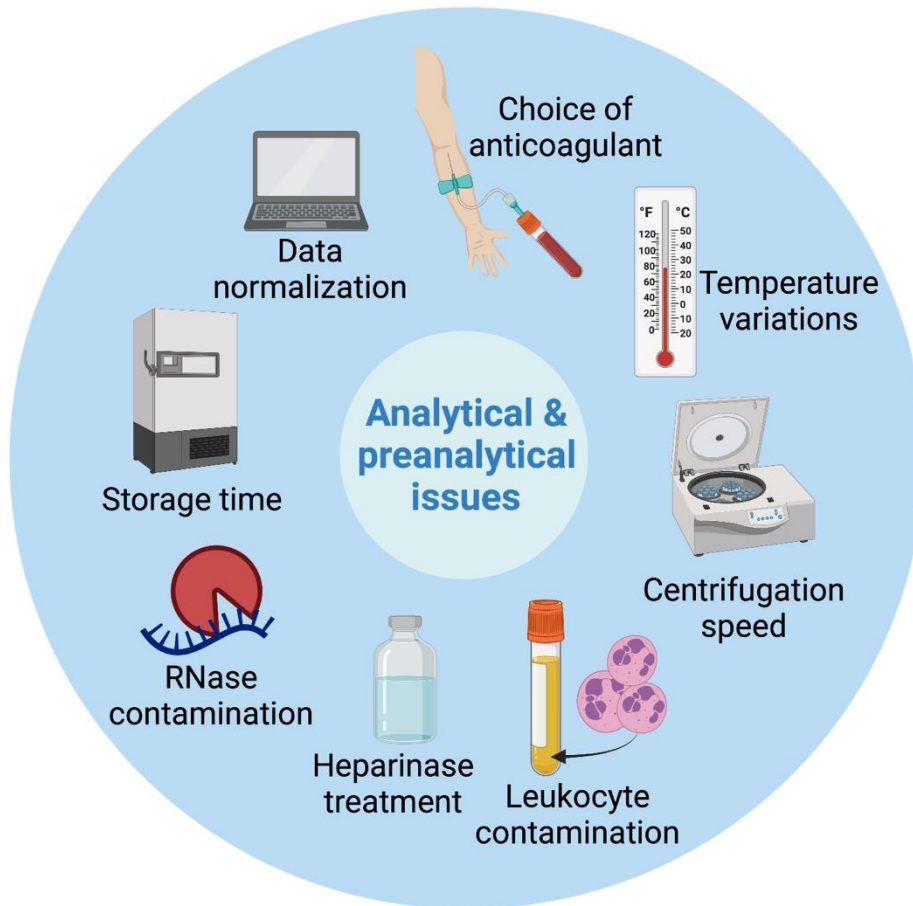 Choice of
anticoagulant
°F °C
120
100
80
60
40
20
0
50
40
30
20
10
0
10
20
Temperature
variations
Centrifugation
speed
Leukocyte
contamination
Heparinase
treatment
RNase
contamination
Storage time
Data
normalization
Analytical &
preanalytical
issues